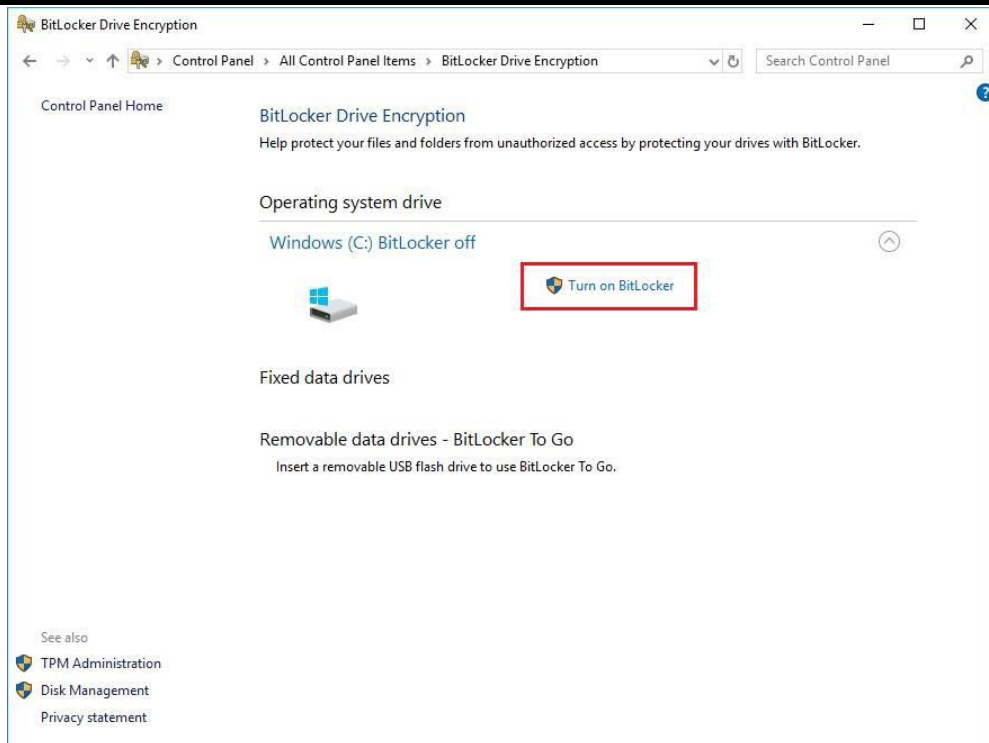 BitLocker Drive Encryption
Control Panel > All Control Panel Items > BitLocker Drive Encryption
Search Control Panel
?
Control Panel Home
BitLocker Drive Encryption
Help protect your files and folders from unauthorized access by protecting your drives with BitLocker.
Operating system drive
Windows (C:) BitLocker off
Turn on BitLocker
Fixed data drives
Removable data drives - BitLocker To Go
Insert a removable USB flash drive to use BitLocker To Go.
See also
TPM Administration
Disk Management
Privacy statement